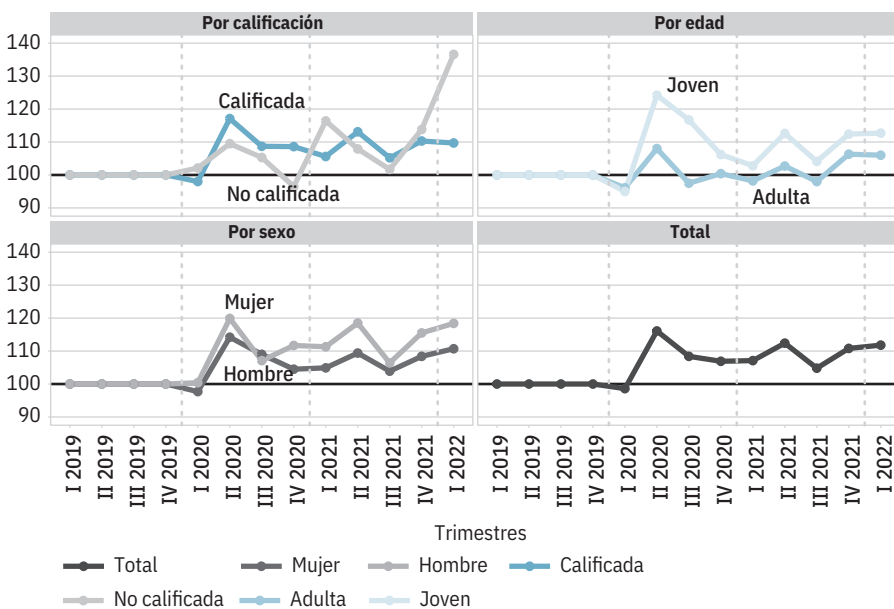 Por calificación
Por edad
140
130
120
110
100
90
Calificada
No calificada
Joven
Adulta
Por sexo
Total
140
130
120
110
100
90
Mujer
Hombre
I 2019
II 2019
III 2019
IV 2019
I 2020
II 2020
III 2020
IV 2020
I 2021
II 2021
III 2021
IV 2021
I 2022
I 2019
II 2019
III 2019
IV 2019
I 2020
III 2020
III 2020
IV 2020
I 2021
II 2021
III 2021
IV 2021
I 2022
Trimestres
Total
Mujer
Hombre
Calificada
No calificada
Adulta
Joven